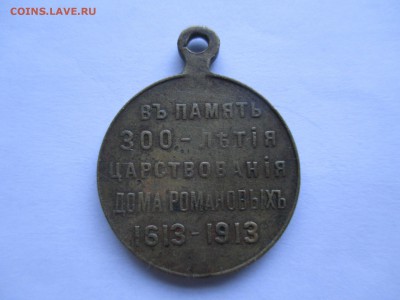 COINS.LAVE.RU
ВЪ ПАМЯТЬ
300-ЛѢТІЯ
ЦАРСТВОВАНІЯ
ДОМА РОМАНОВЫХЪ
1613-1913